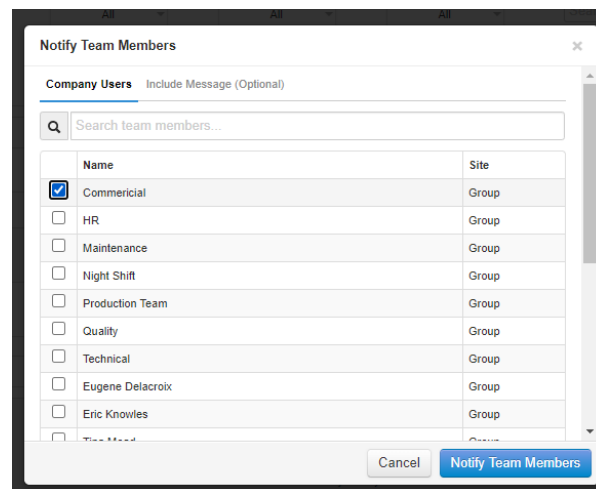 All All All
Notify Team Members ×
Company Users Include Message (Optional)
Search team members...
Name Site
Commericial Group
HR Group
Maintenance Group
Night Shift Group
Production Team Group
Quality Group
Technical Group
Eugene Delacroix Group
Eric Knowles Group
Cancel Notify Team Members